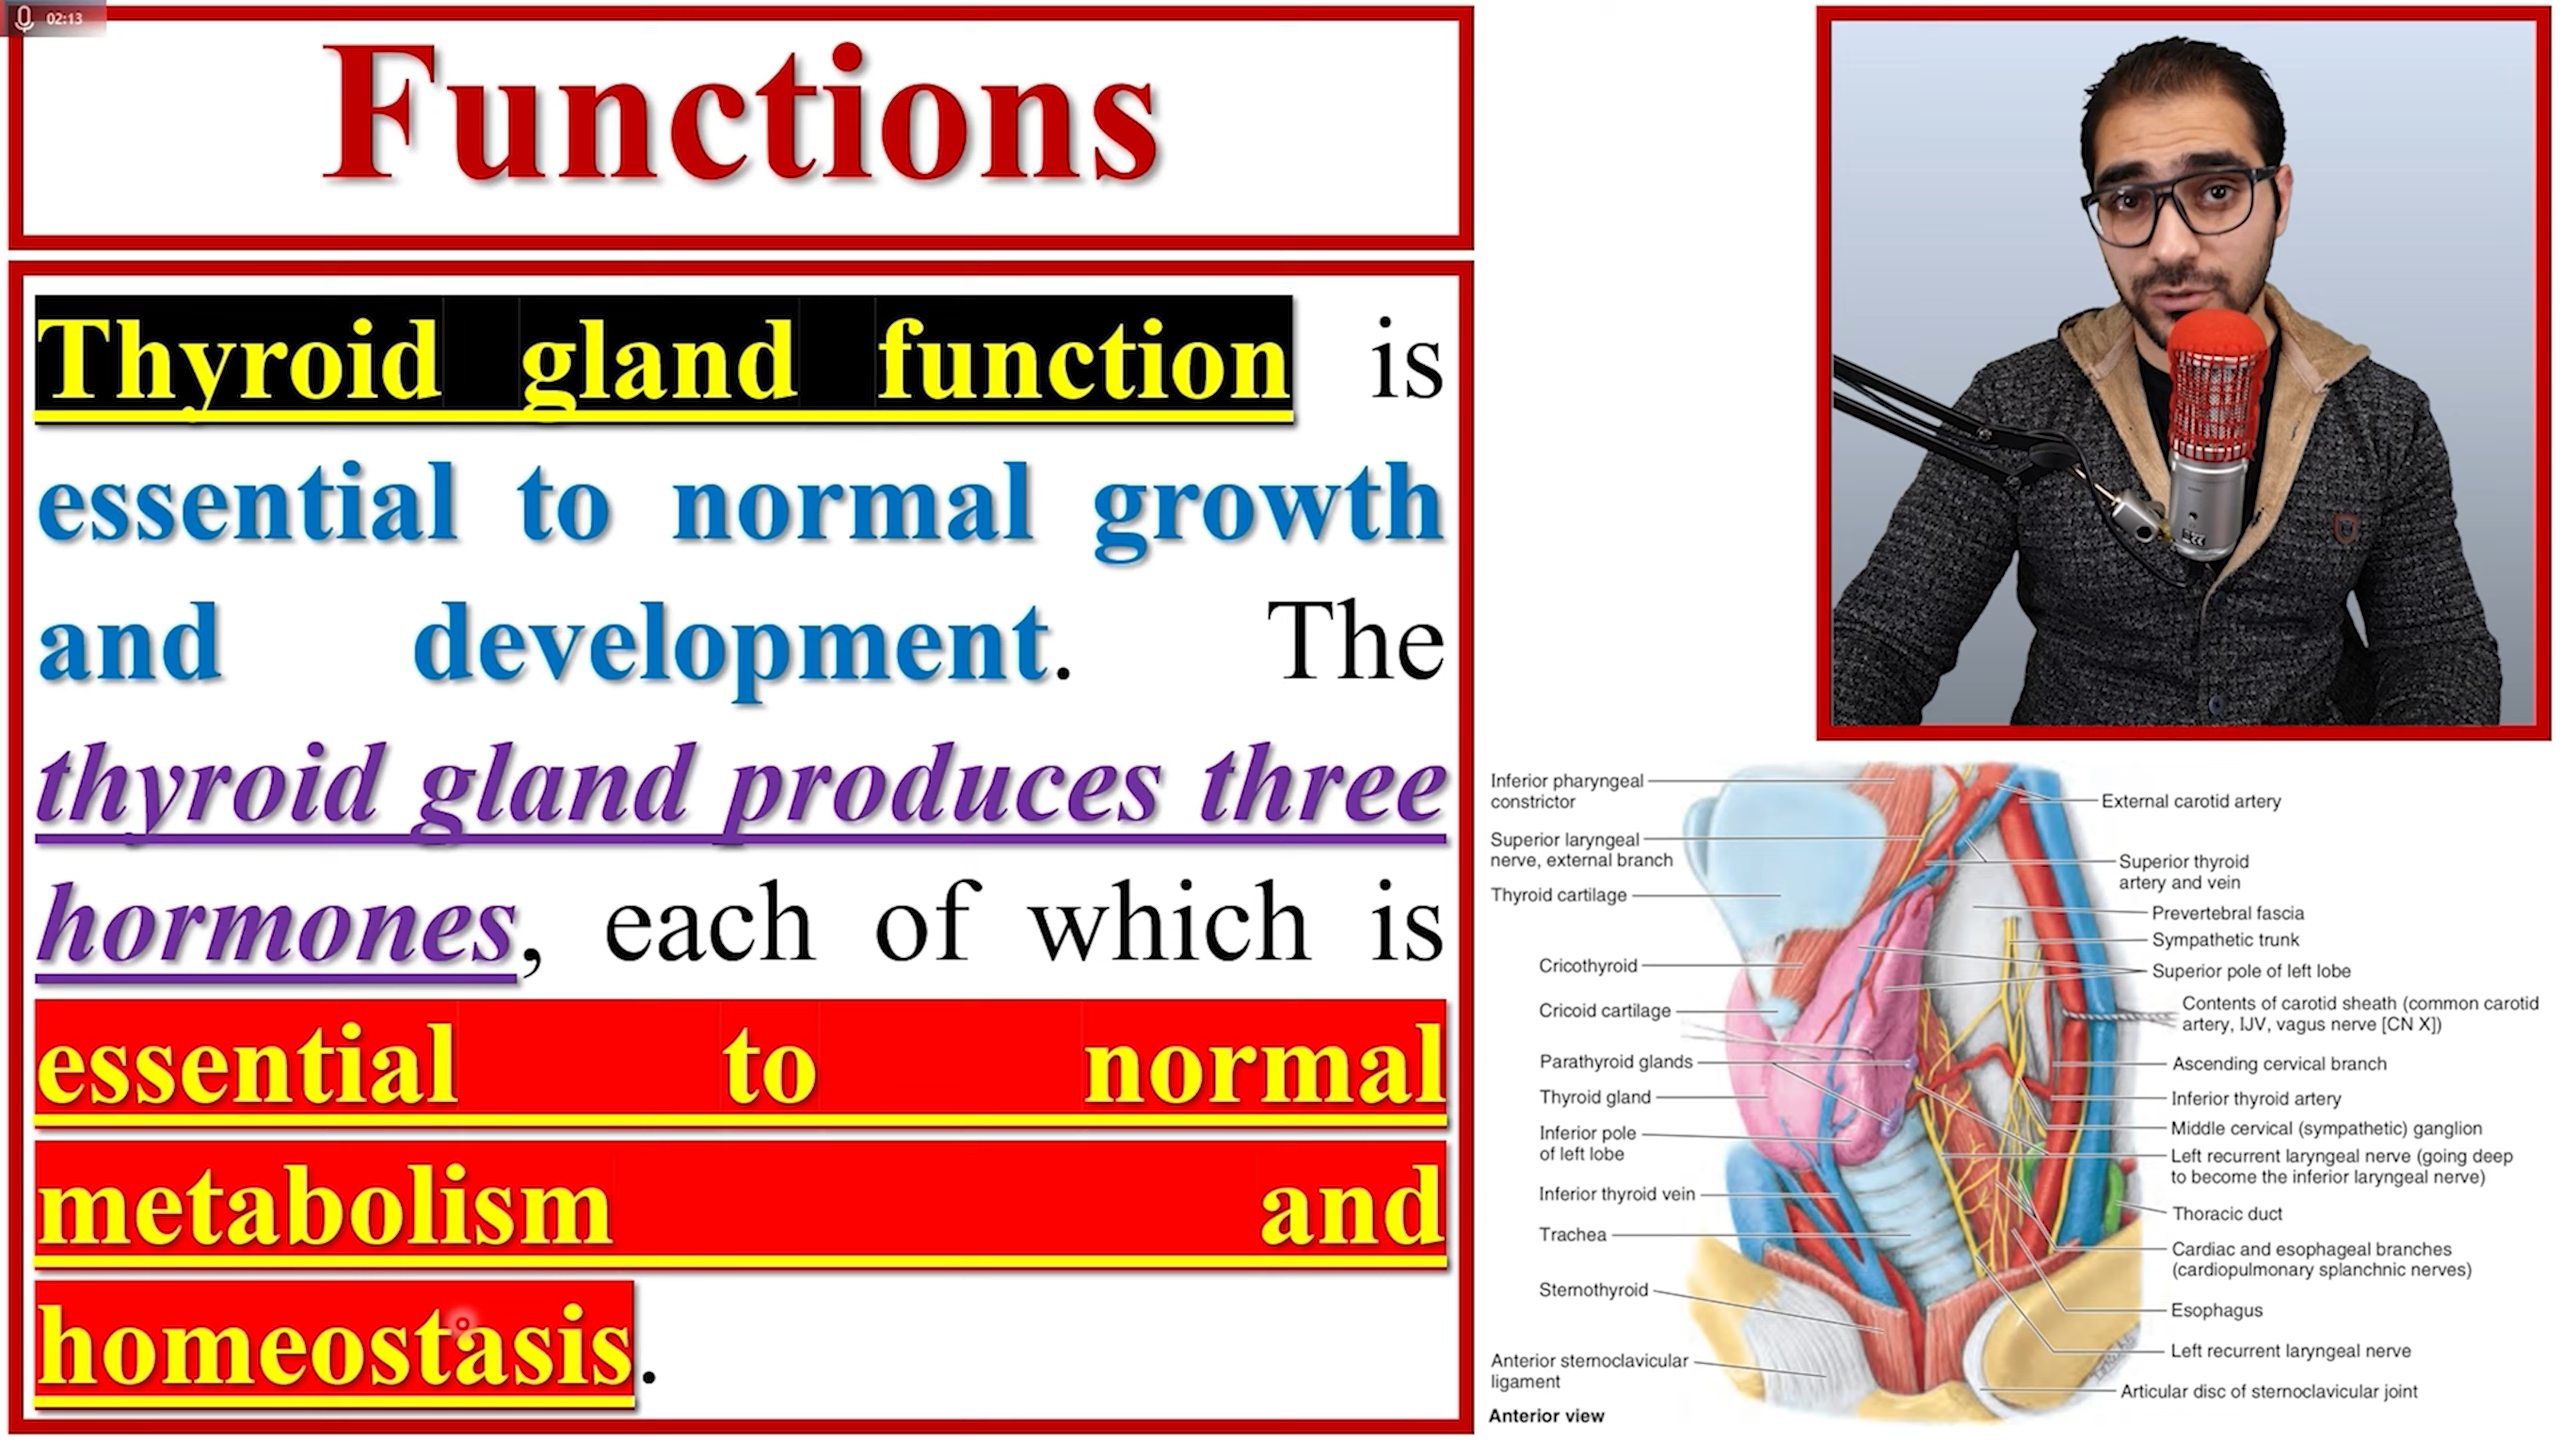 02:13
Functions
Thyroid gland function is
essential to normal growth
and development. The
thyroid gland produces three
hormones, each of which is
essential to normal
metabolism and
homeostasis.
Inferior pharyngeal
constrictor
Superior laryngeal
nerve, external branch
Thyroid cartilage
Cricothyroid
Cricoid cartilage
Parathyroid glands
Thyroid gland
Inferior pole
of left lobe
Inferior thyroid vein
Trachea
Sternothyroid
Anterior sternoclavicular
ligament
Anterior view
External carotid artery
Superior thyroid
artery and vein
Prevertebral fascia
Sympathetic trunk
Superior pole of left lobe
Contents of carotid sheath (common carotid
artery, IJV, vagus nerve [CN X])
Ascending cervical branch
Inferior thyroid artery
Middle cervical (sympathetic) ganglion
Left recurrent laryngeal nerve (going deep
to become the inferior laryngeal nerve)
Thoracic duct
Cardiac and esophageal branches
(cardiopulmonary splanchnic nerves)
Esophagus
Left recurrent laryngeal nerve
Articular disc of sternoclavicular joint